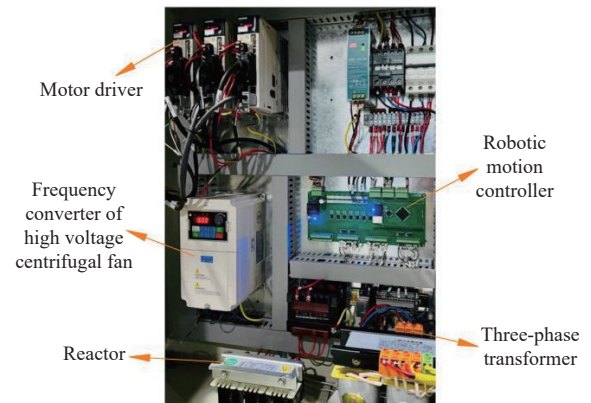 Motor driver
Frequency
converter of
high voltage
centrifugal fan
Reactor
Robotic
motion
controller
Three-phase
transformer